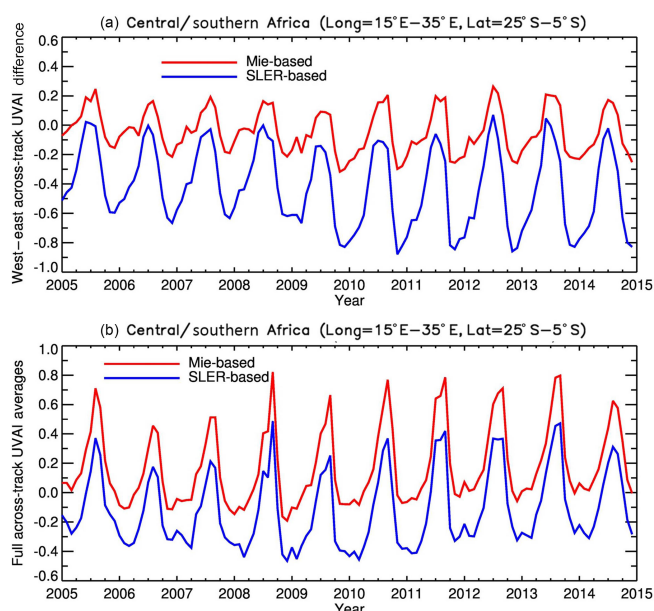 (a) Central/southern Africa (Long=15°E-35°E, Lat=25°S-5°S)
West-east across-track UVAI difference
0.6
0.4
0.2
0.0
-0.2
-0.4
-0.6
-0.8
-1.0
Mie-based
SLER-based
2005 2006 2007 2008 2009 2010 2011 2012 2013 2014 2015
Year
(b) Central/southern Africa (Long=15°E-35°E, Lat=25°S-5°S)
Full across-track UVAI averages
1.0
0.8
0.6
0.4
0.2
0.0
-0.2
-0.4
-0.6
Mie-based
SLER-based
2005 2006 2007 2008 2009 2010 2011 2012 2013 2014 2015
Year